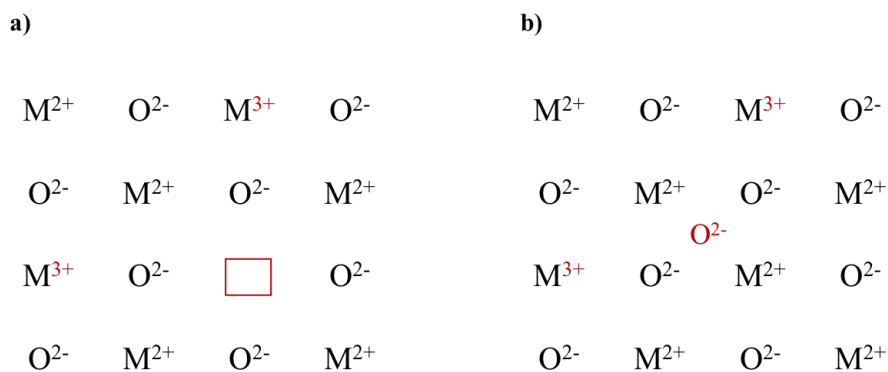 a) b)
M²⁺ O²⁻ M³⁺ O²⁻ M²⁺ O²⁻ M³⁺ O²⁻
O²⁻ M²⁺ O²⁻ M²⁺ O²⁻ M²⁺ O²⁻ M²⁺
O²⁻
M³⁺ O²⁻ O²⁻ M³⁺ O²⁻ M²⁺ O²⁻
O²⁻ M²⁺ O²⁻ M²⁺ O²⁻ M²⁺ O²⁻ M²⁺